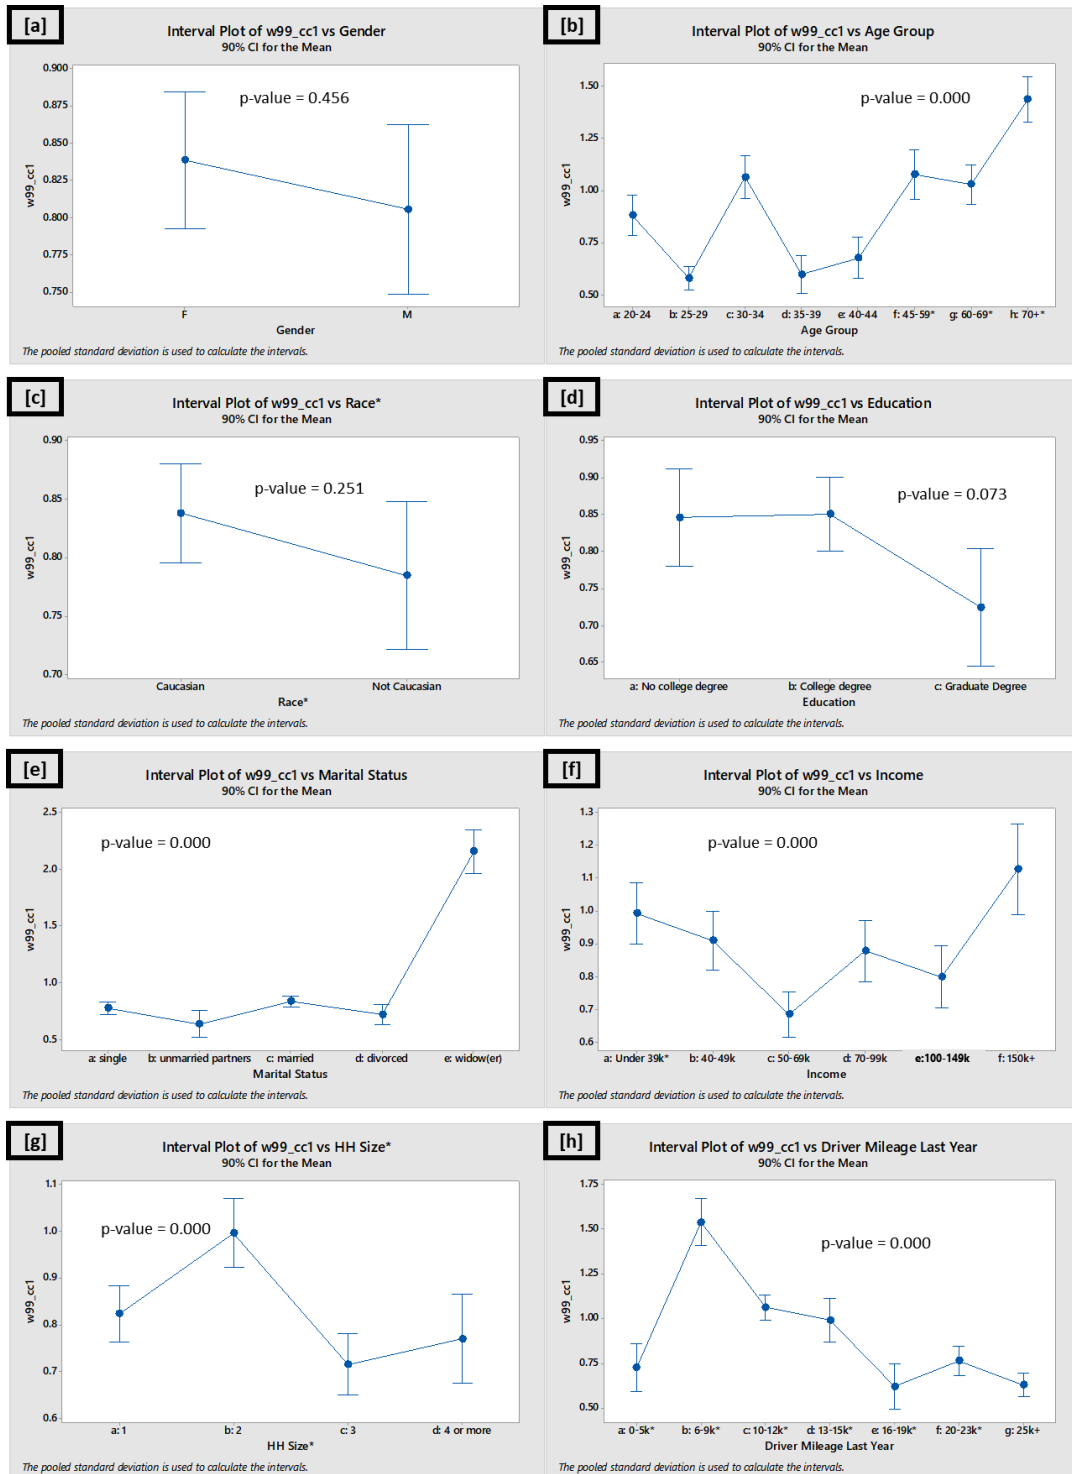 [a]
Interval Plot of w99_cc1 vs Gender
90% CI for the Mean
p-value = 0.456
0.900
0.875
0.850
0.825
0.800
0.775
0.750
w99_cc1
F M
Gender
The pooled standard deviation is used to calculate the intervals.
[b]
Interval Plot of w99_cc1 vs Age Group
90% CI for the Mean
p-value = 0.000
1.50
1.25
1.00
0.75
0.50
w99_cc1
a: 20-24 b: 25-29 c: 30-34 d: 35-39 e: 40-44 f: 45-59* g: 60-69* h: 70+*
Age Group
The pooled standard deviation is used to calculate the intervals.
[c]
Interval Plot of w99_cc1 vs Race*
90% CI for the Mean
p-value = 0.251
0.90
0.85
0.80
0.75
0.70
w99_cc1
Caucasian Not Caucasian
Race*
The pooled standard deviation is used to calculate the intervals.
[d]
Interval Plot of w99_cc1 vs Education
90% CI for the Mean
p-value = 0.073
0.95
0.90
0.85
0.80
0.75
0.70
0.65
w99_cc1
a: No college degree b: College degree c: Graduate Degree
Education
The pooled standard deviation is used to calculate the intervals.
[e]
Interval Plot of w99_cc1 vs Marital Status
90% CI for the Mean
p-value = 0.000
2.5
2.0
1.5
1.0
0.5
w99_cc1
a: single b: unmarried partners c: married d: divorced e: widow(er)
Marital Status
The pooled standard deviation is used to calculate the intervals.
[f]
Interval Plot of w99_cc1 vs Income
90% CI for the Mean
p-value = 0.000
1.3
1.2
1.1
1.0
0.9
0.8
0.7
0.6
w99_cc1
a: Under 39k* b: 40-49k c: 50-69k d: 70-99k e:100-149k f: 150k+
Income
The pooled standard deviation is used to calculate the intervals.
[g]
Interval Plot of w99_cc1 vs HH Size*
90% CI for the Mean
p-value = 0.000
1.1
1.0
0.9
0.8
0.7
0.6
w99_cc1
a: 1 b: 2 c: 3 d: 4 or more
HH Size*
The pooled standard deviation is used to calculate the intervals.
[h]
Interval Plot of w99_cc1 vs Driver Mileage Last Year
90% CI for the Mean
p-value = 0.000
1.75
1.50
1.25
1.00
0.75
0.50
w99_cc1
a: 0-5k* b: 6-9k* c: 10-12k* d: 13-15k* e: 16-19k* f: 20-23k* g: 25k+
Driver Mileage Last Year
The pooled standard deviation is used to calculate the intervals.